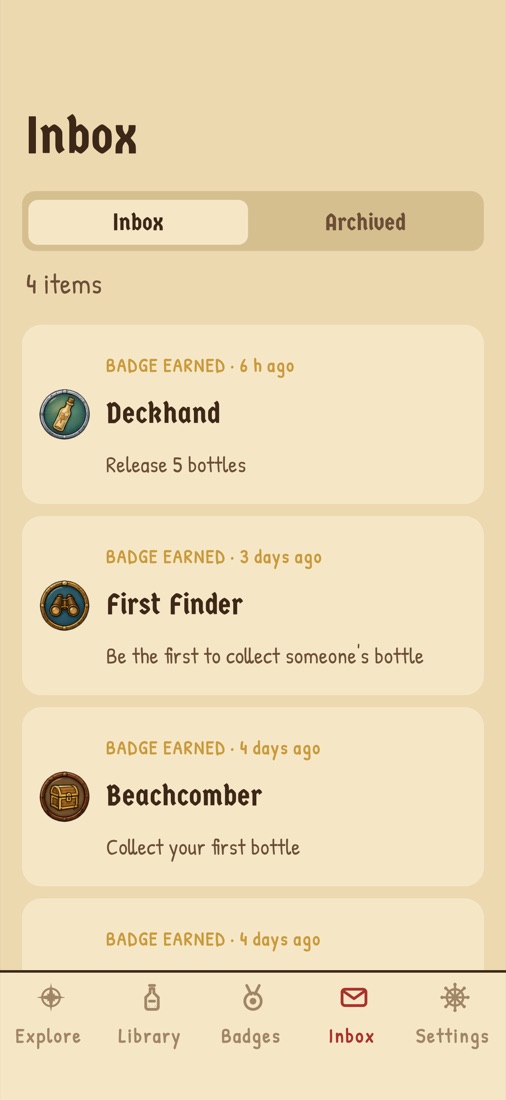 Inbox
Inbox Archived
4 items
BADGE EARNED · 6 h ago
Deckhand
Release 5 bottles
BADGE EARNED · 3 days ago
First Finder
Be the first to collect someone's bottle
BADGE EARNED · 4 days ago
Beachcomber
Collect your first bottle
BADGE EARNED · 4 days ago
Explore Library Badges Inbox Settings